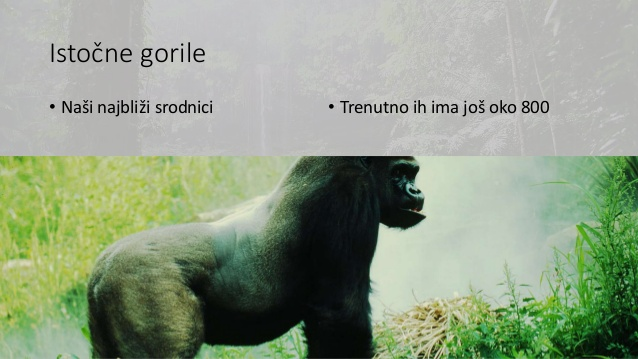 Istočne gorile
• Naši najbliži srodnici
• Trenutno ih ima još oko 800